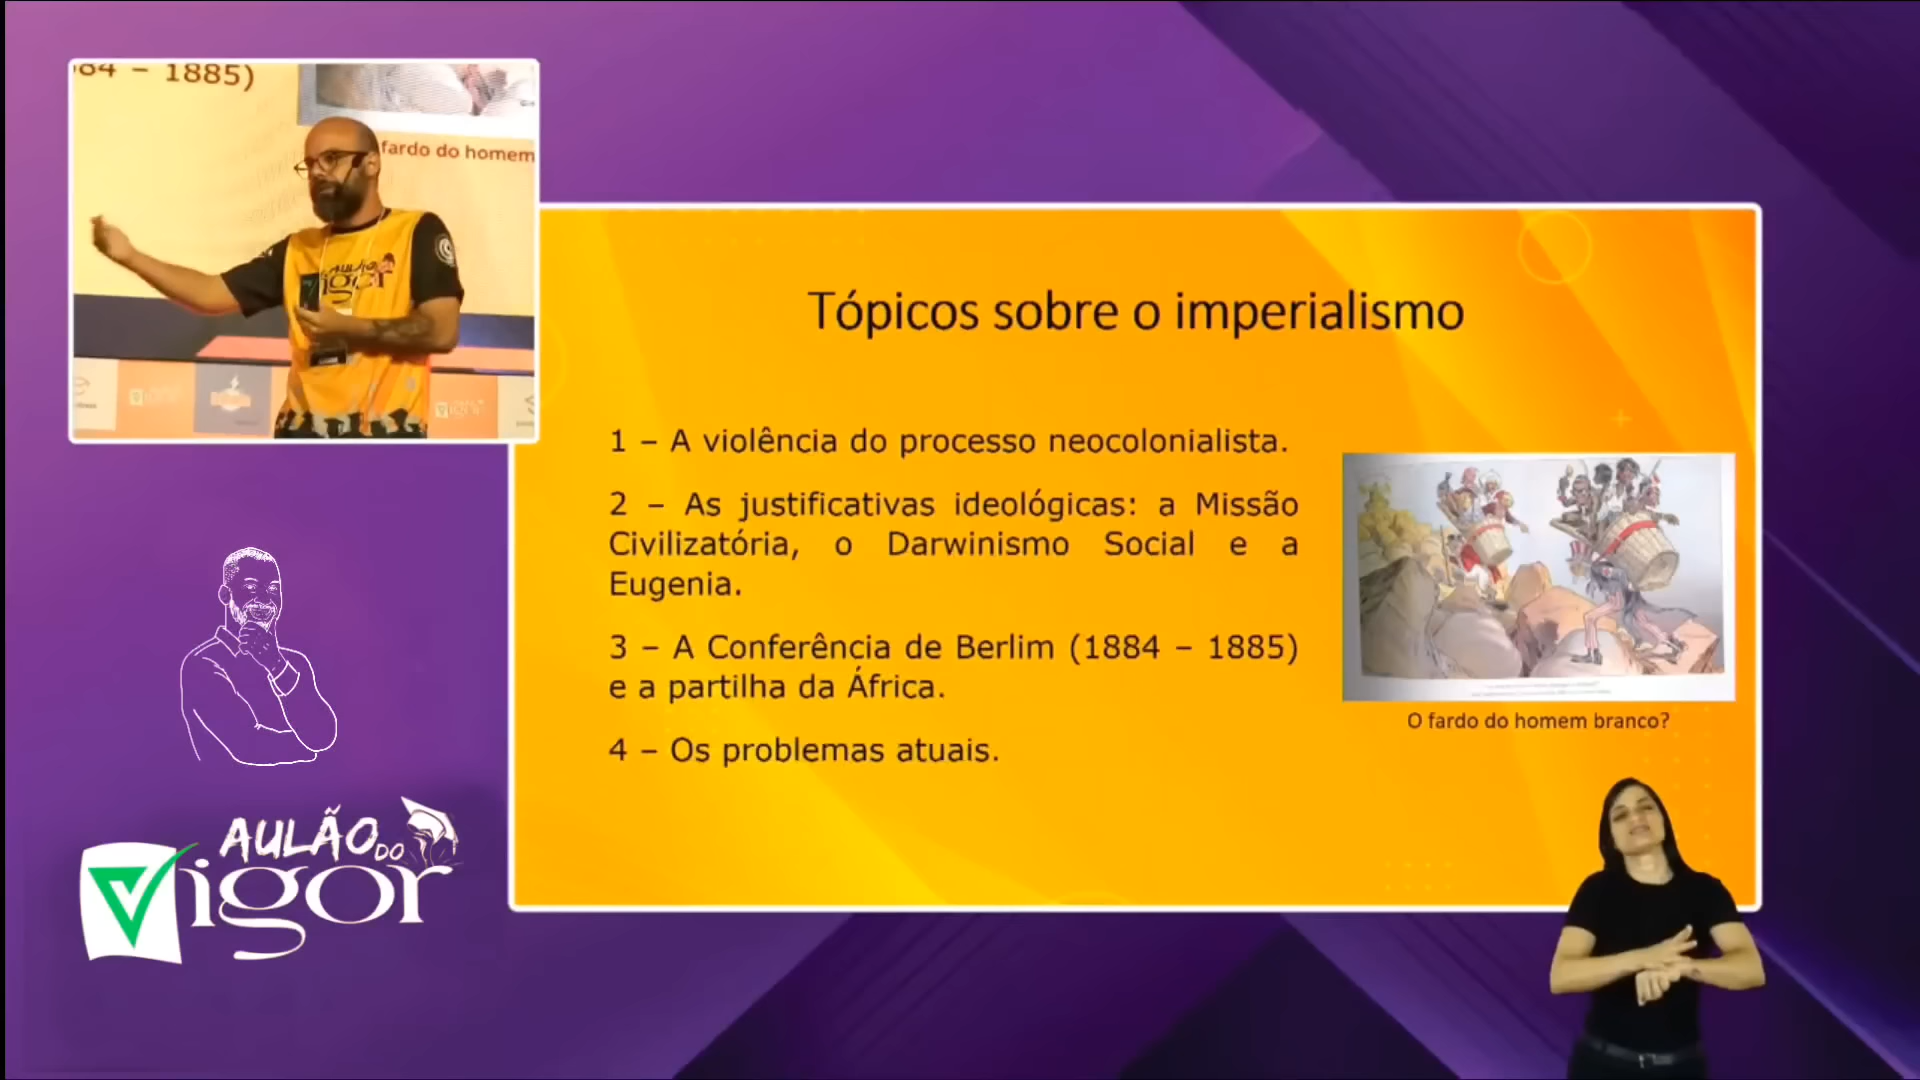 84 – 1885)
fardo do homem
AULÃO
Vigor
Tópicos sobre o imperialismo
1 – A violência do processo neocolonialista.
2 – As justificativas ideológicas: a Missão
Civilizatória, o Darwinismo Social e a
Eugenia.
3 – A Conferência de Berlim (1884 – 1885)
e a partilha da África.
4 – Os problemas atuais.
O fardo do homem branco?
AULÃO DO
Vigor